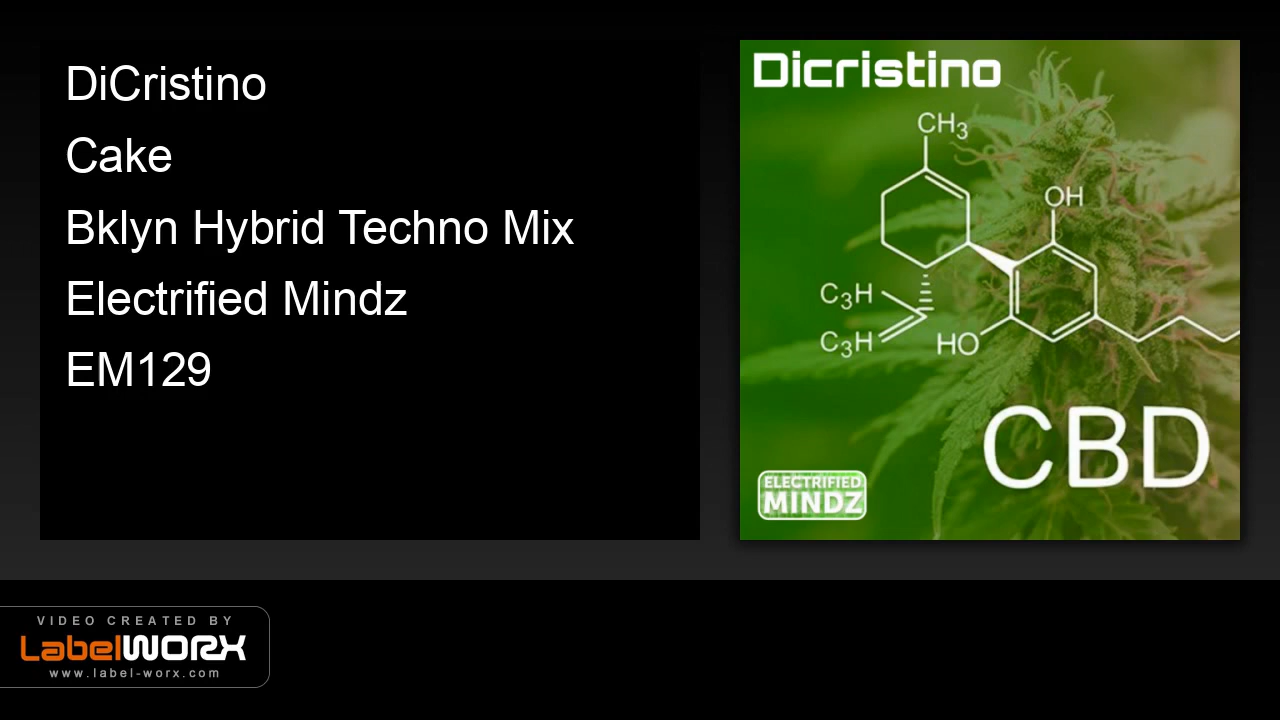 DiCristino
Cake
Bklyn Hybrid Techno Mix
Electrified Mindz
EM129
Dicristino
CH3
OH
C3H
C3H
HO
CBD
ELECTRIFIED
MINDZ
VIDEO CREATED BY
LabelWORX
www.label-worx.com